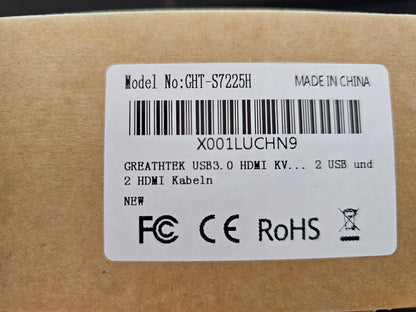 Model No:GHT-S7225H
MADE IN CHINA
X001LUCHN9
GREATHTEK USB3.0 HDMI KV... 2 USB und
2 HDMI Kabeln
NEW
FC CE RoHS